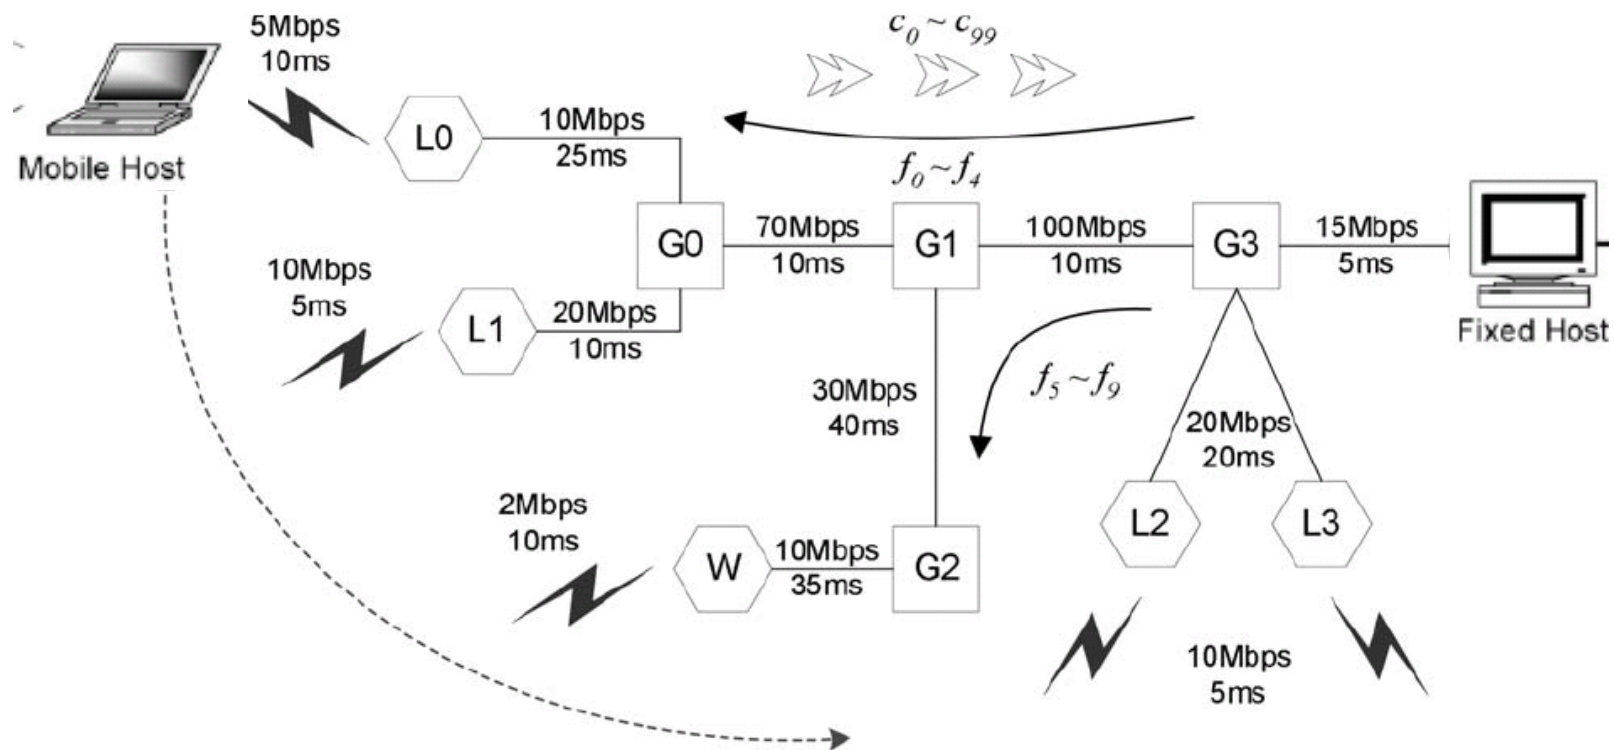 5Mbps
10ms
c0 ~ c99
Mobile Host
L0
10Mbps
25ms
f0 ~ f4
G0
70Mbps
10ms
G1
100Mbps
10ms
G3
15Mbps
5ms
Fixed Host
10Mbps
5ms
L1
20Mbps
10ms
30Mbps
40ms
f5 ~ f9
20Mbps
20ms
L2
L3
2Mbps
10ms
W
10Mbps
35ms
G2
10Mbps
5ms